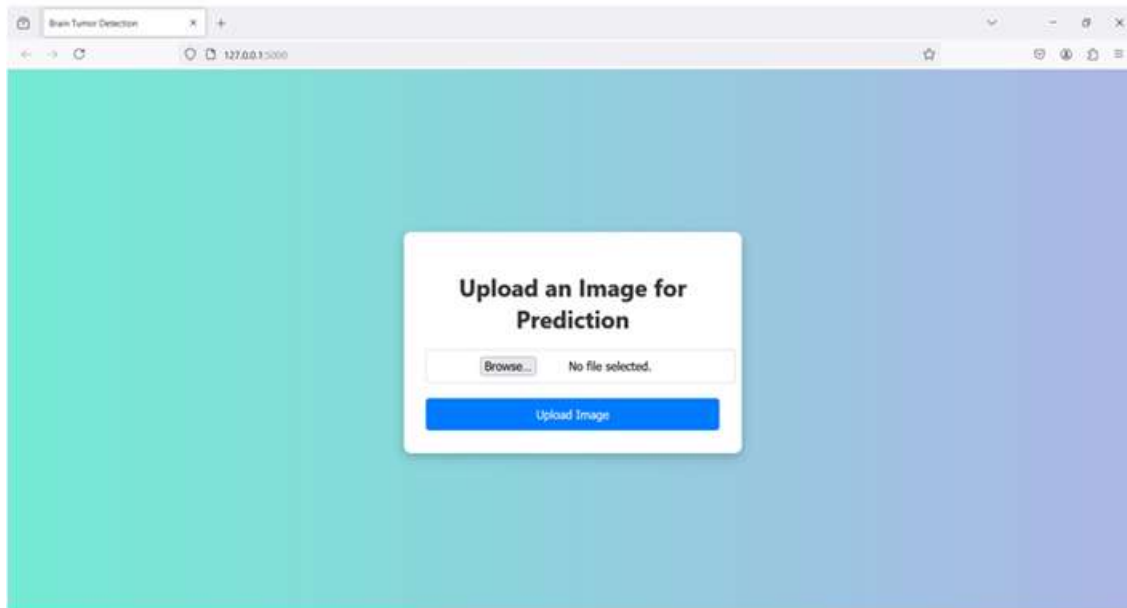 Brain Tumor Detection
127.0.0.1:5000
Upload an Image for
Prediction
Browse... No file selected.
Upload Image